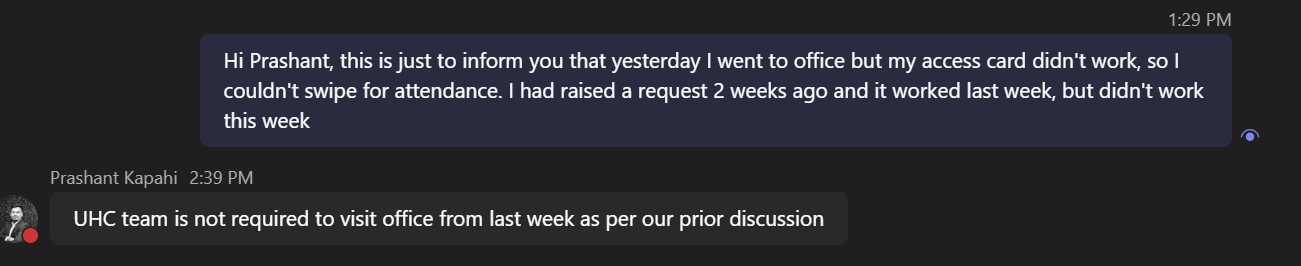 1:29 PM
Hi Prashant, this is just to inform you that yesterday I went to office but my access card didn't work, so I
couldn't swipe for attendance. I had raised a request 2 weeks ago and it worked last week, but didn't work
this week
Prashant Kapahi 2:39 PM
UHC team is not required to visit office from last week as per our prior discussion